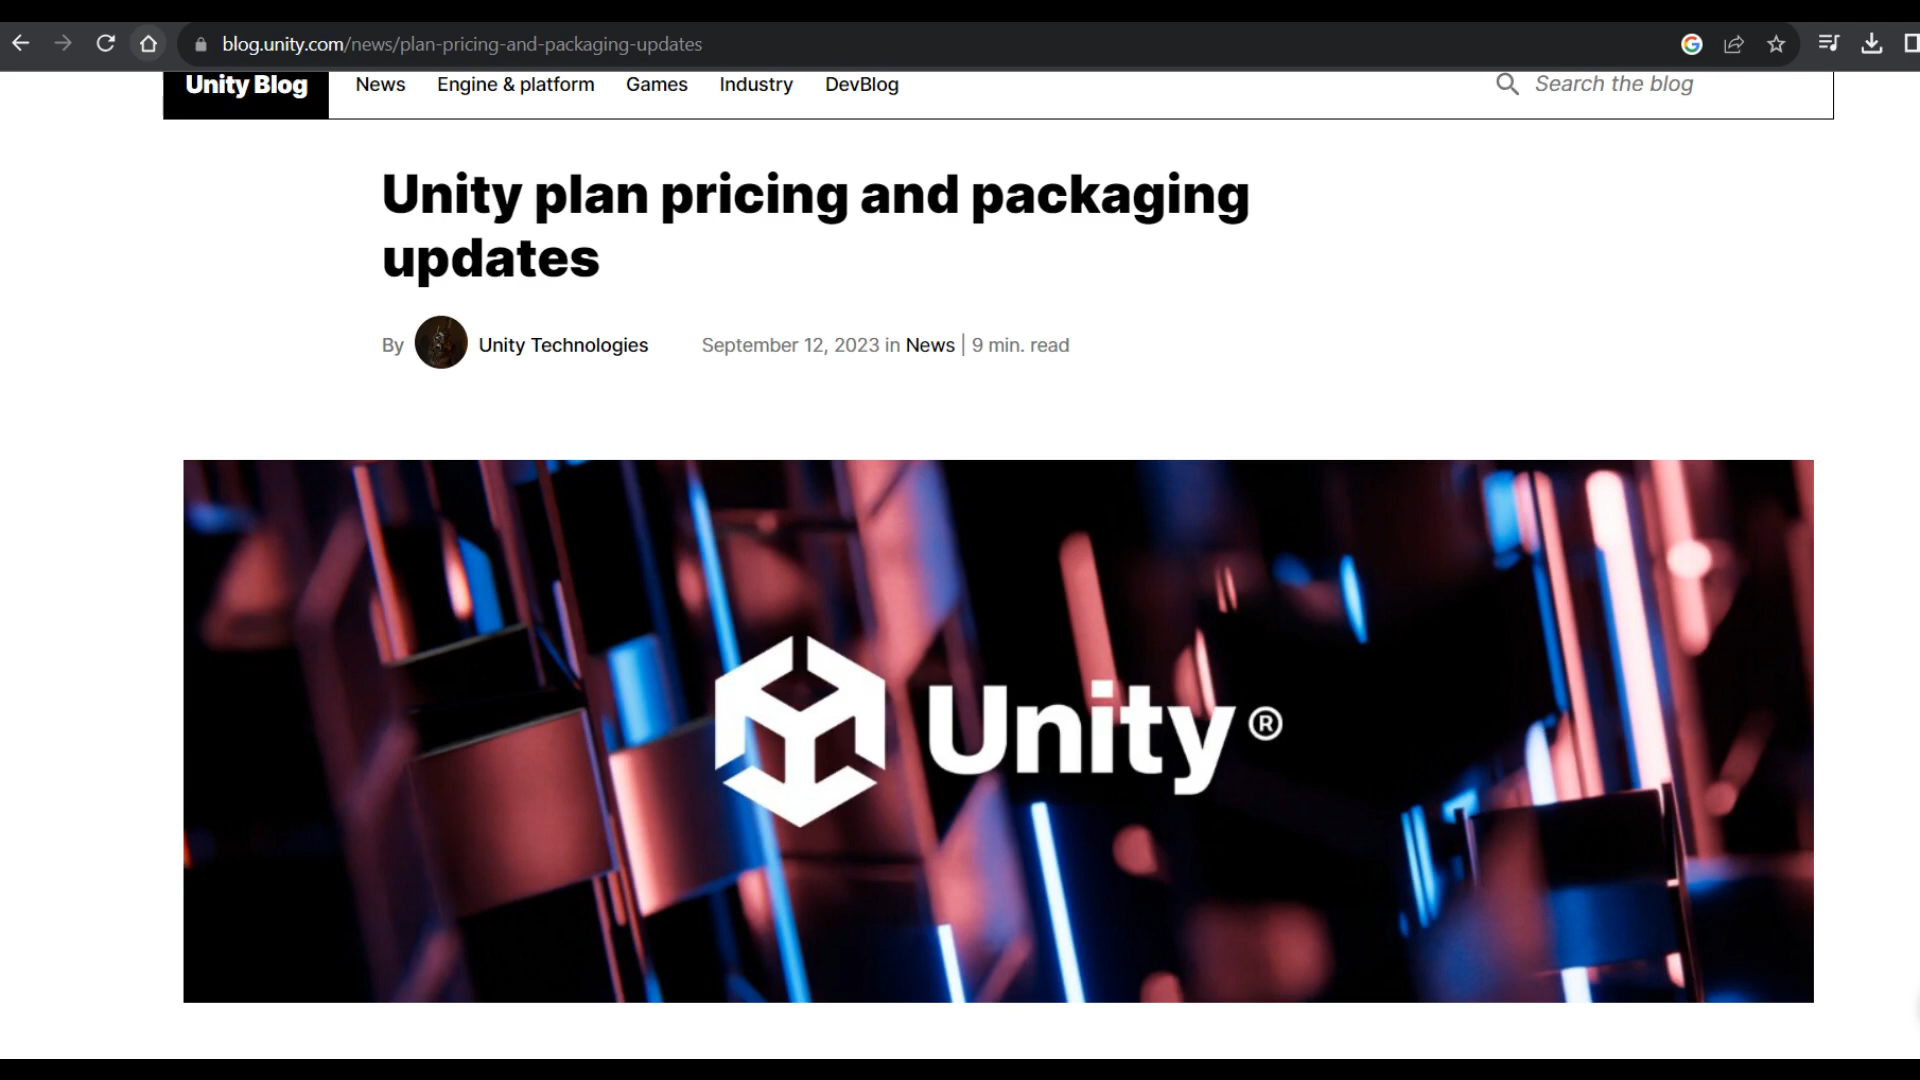 blog.unity.com/news/plan-pricing-and-packaging-updates
Unity Blog News Engine & platform Games Industry DevBlog Search the blog
Unity plan pricing and packaging
updates
By Unity Technologies September 12, 2023 in News | 9 min. read
Unity®